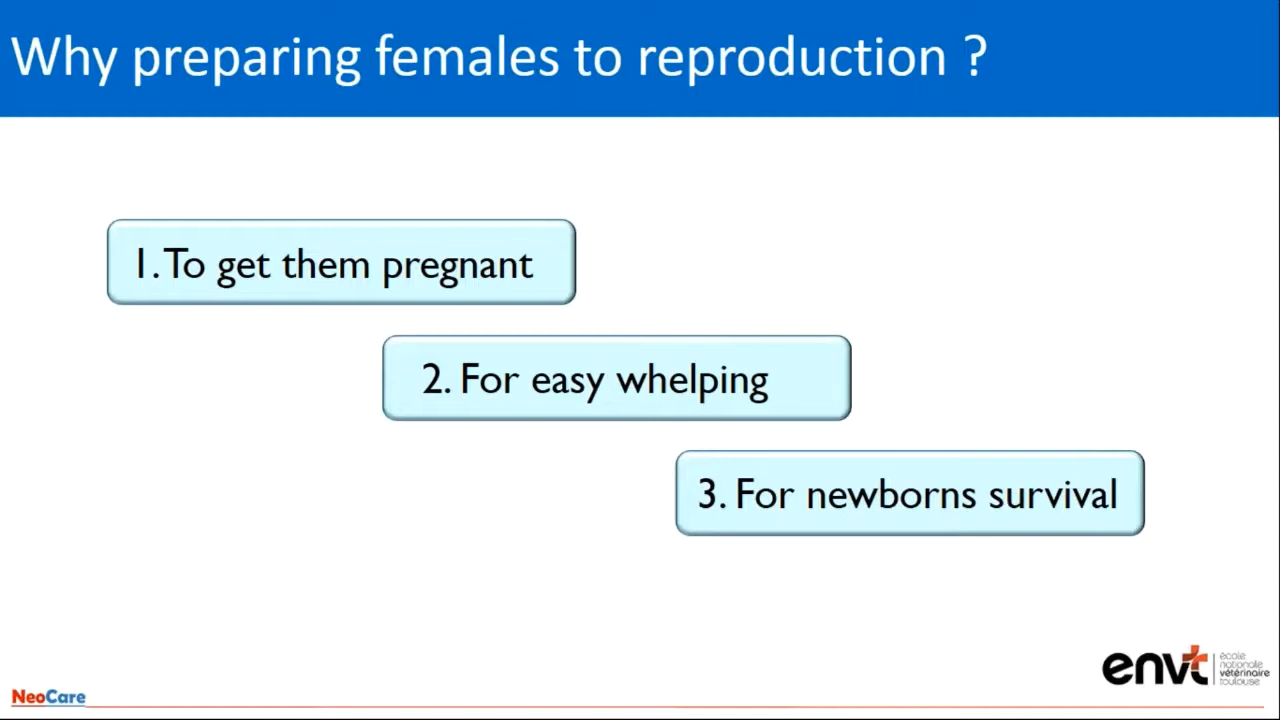 Why preparing females to reproduction ?
1. To get them pregnant
2. For easy whelping
3. For newborns survival
envt
école
nationale
vétérinaire
toulouse
NeoCare